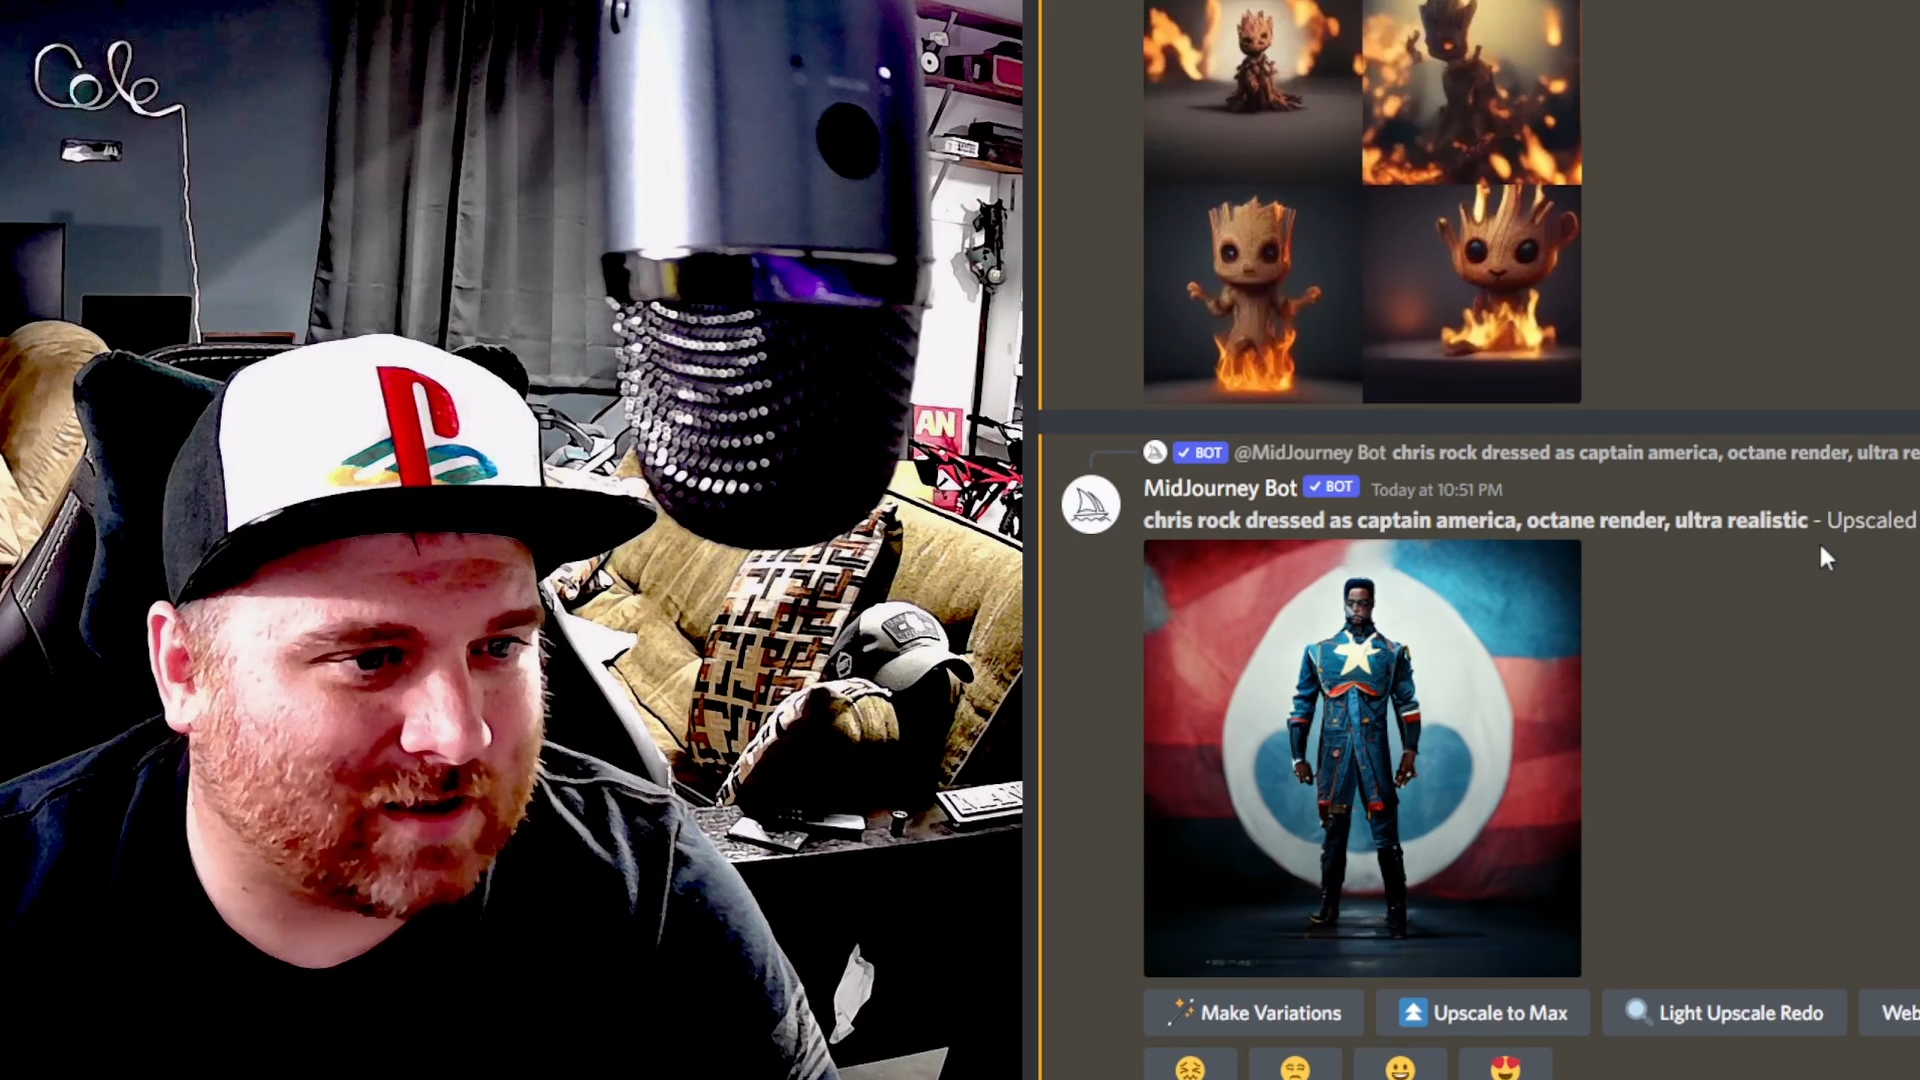 Cole
AN
BOT @MidJourney Bot chris rock dressed as captain america, octane render, ultra re
MidJourney Bot BOT Today at 10:51 PM
chris rock dressed as captain america, octane render, ultra realistic - Upscaled
Make Variations
Upscale to Max
Light Upscale Redo
Web